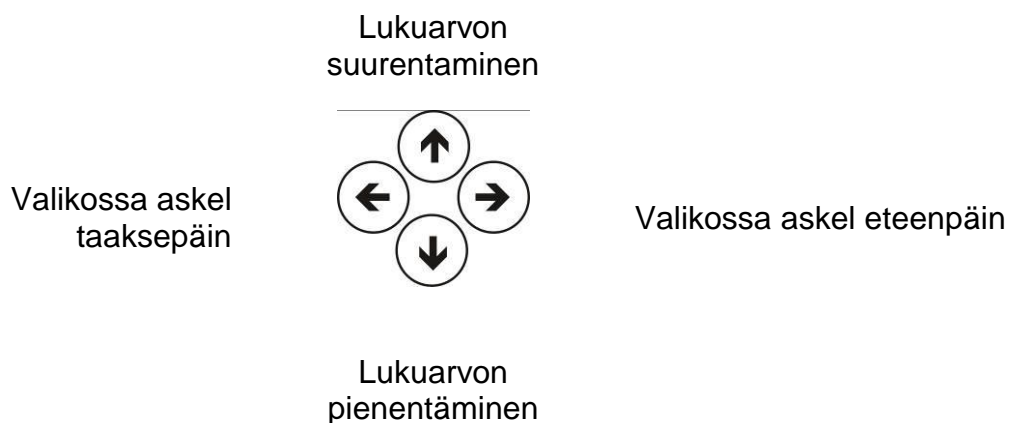 Lukuarvon
suurentaminen
Valikossa askel
taaksepäin
Valikossa askel eteenpäin
Lukuarvon
pienentäminen